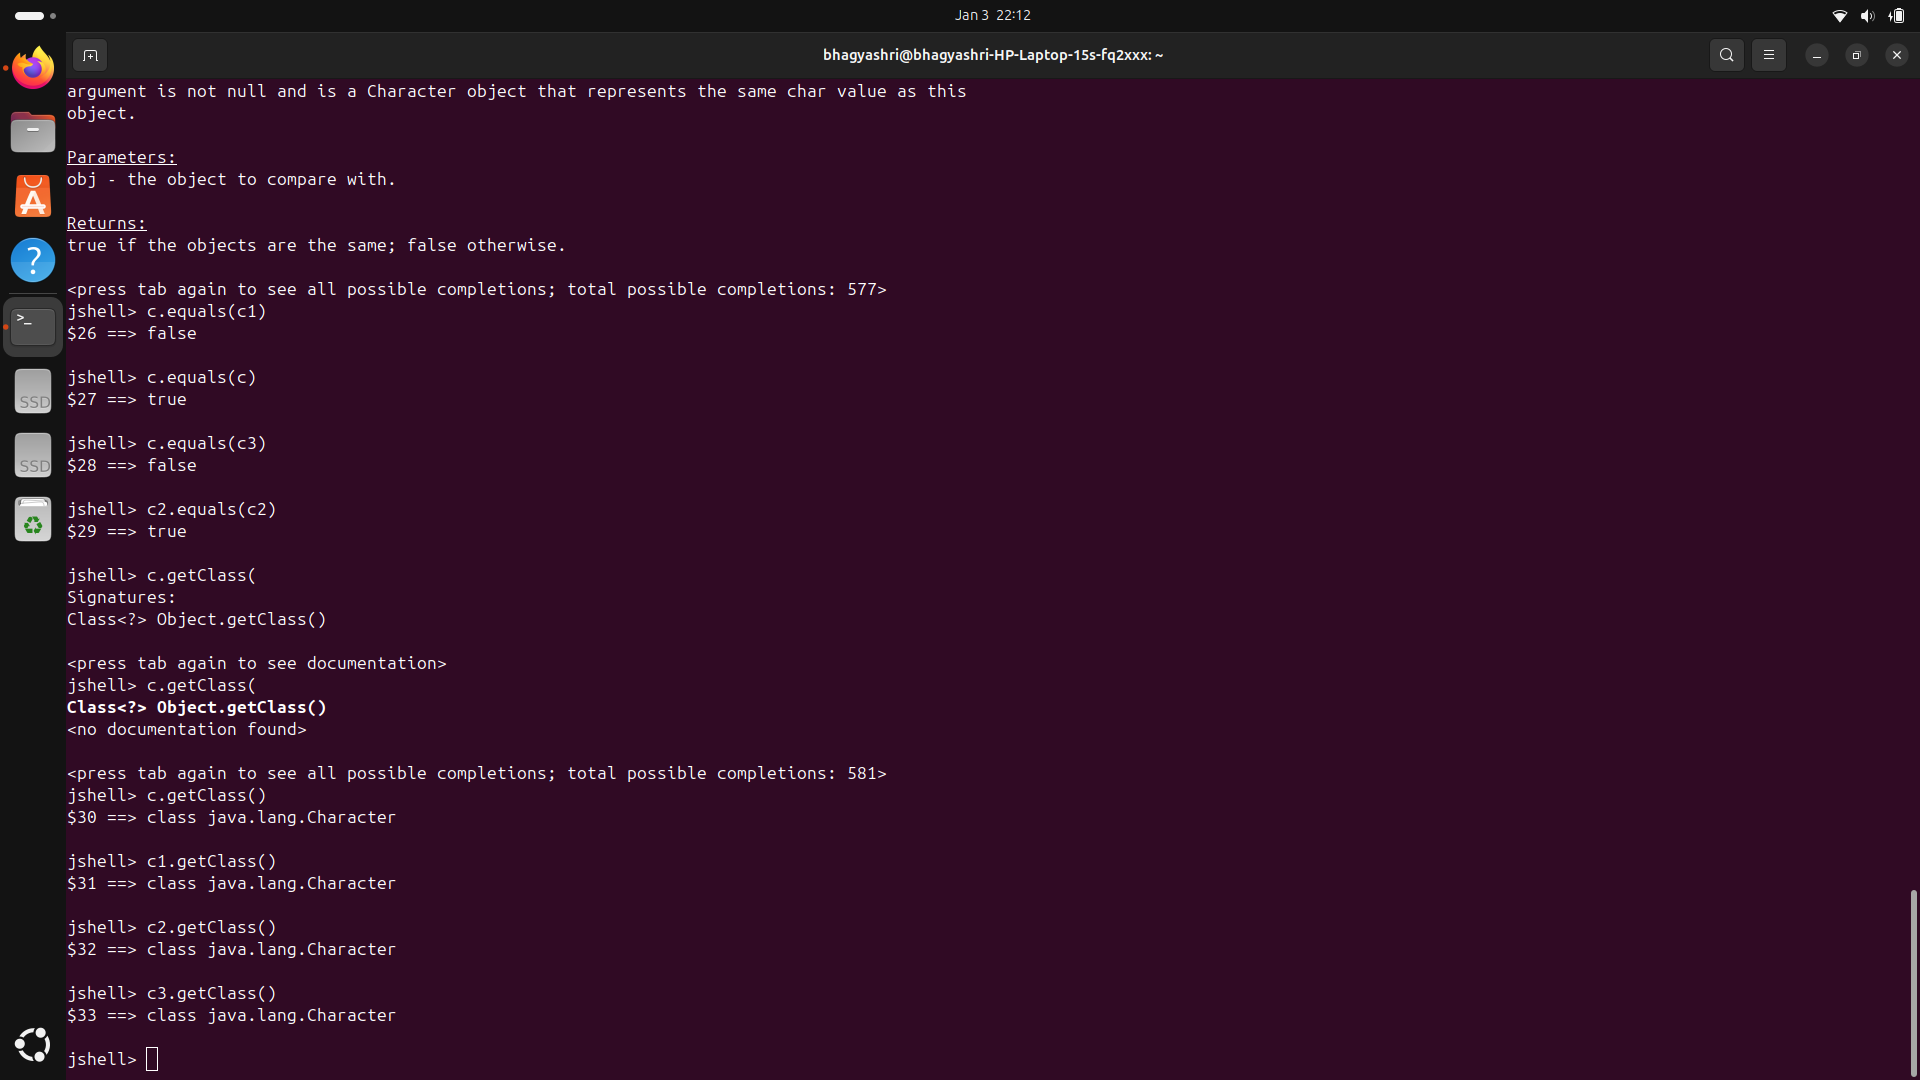 Jan 3 22:12
bhagyashri@bhagyashri-HP-Laptop-15s-fq2xxx: ~
argument is not null and is a Character object that represents the same char value as this
object.
Parameters:
obj - the object to compare with.
Returns:
true if the objects are the same; false otherwise.
<press tab again to see all possible completions; total possible completions: 577>
jshell> c.equals(c1)
$26 ==> false
jshell> c.equals(c)
$27 ==> true
jshell> c.equals(c3)
$28 ==> false
jshell> c2.equals(c2)
$29 ==> true
jshell> c.getClass(
Signatures:
Class<?> Object.getClass()
<press tab again to see documentation>
jshell> c.getClass(
Class<?> Object.getClass()
<no documentation found>
<press tab again to see all possible completions; total possible completions: 581>
jshell> c.getClass()
$30 ==> class java.lang.Character
jshell> c1.getClass()
$31 ==> class java.lang.Character
jshell> c2.getClass()
$32 ==> class java.lang.Character
jshell> c3.getClass()
$33 ==> class java.lang.Character
jshell>
?
>_
SSD
SSD